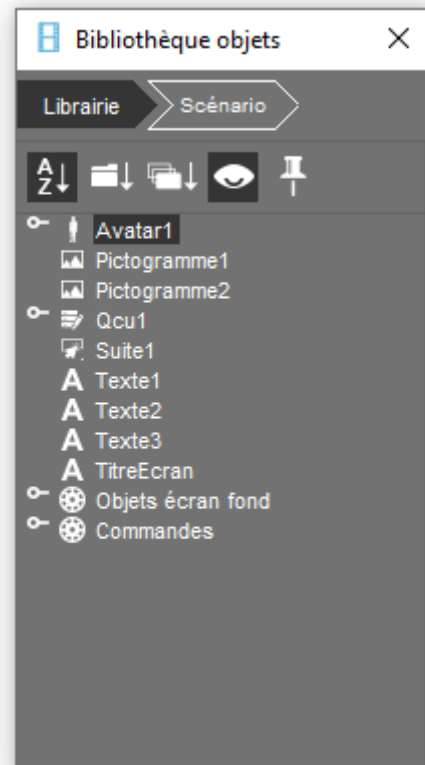 Bibliothèque objets
Librairie
Scénario
A
Z
Avatar1
Pictogramme1
Pictogramme2
Qcu1
Suite1
A Texte1
A Texte2
A Texte3
A TitreEcran
Objets écran fond
Commandes